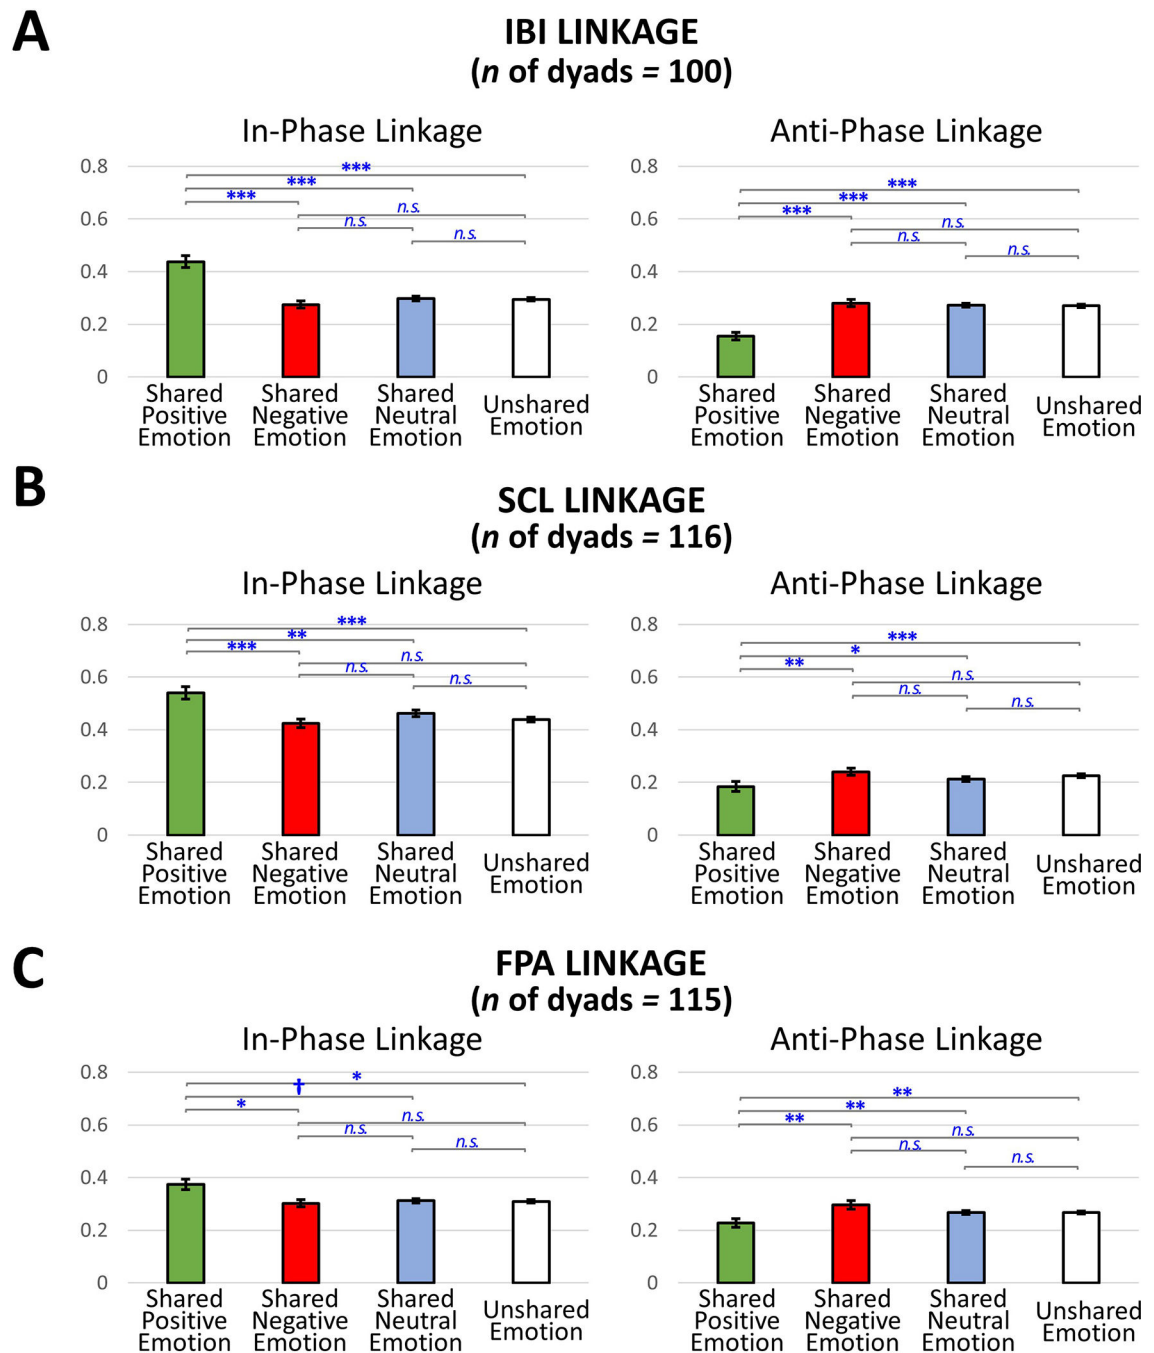 A
IBI LINKAGE
(n of dyads = 100)
In-Phase Linkage
0.8
0.6
0.4
0.2
0
***
***
***
n.s.
n.s.
n.s.
Shared Positive Emotion
Shared Negative Emotion
Shared Neutral Emotion
Unshared Emotion
Anti-Phase Linkage
0.8
0.6
0.4
0.2
0
***
***
***
n.s.
n.s.
n.s.
Shared Positive Emotion
Shared Negative Emotion
Shared Neutral Emotion
Unshared Emotion
B
SCL LINKAGE
(n of dyads = 116)
In-Phase Linkage
0.8
0.6
0.4
0.2
0
***
**
***
n.s.
n.s.
n.s.
Shared Positive Emotion
Shared Negative Emotion
Shared Neutral Emotion
Unshared Emotion
Anti-Phase Linkage
0.8
0.6
0.4
0.2
0
***
*
**
n.s.
n.s.
n.s.
Shared Positive Emotion
Shared Negative Emotion
Shared Neutral Emotion
Unshared Emotion
C
FPA LINKAGE
(n of dyads = 115)
In-Phase Linkage
0.8
0.6
0.4
0.2
0
*
†
*
n.s.
n.s.
n.s.
Shared Positive Emotion
Shared Negative Emotion
Shared Neutral Emotion
Unshared Emotion
Anti-Phase Linkage
0.8
0.6
0.4
0.2
0
**
**
**
n.s.
n.s.
n.s.
Shared Positive Emotion
Shared Negative Emotion
Shared Neutral Emotion
Unshared Emotion